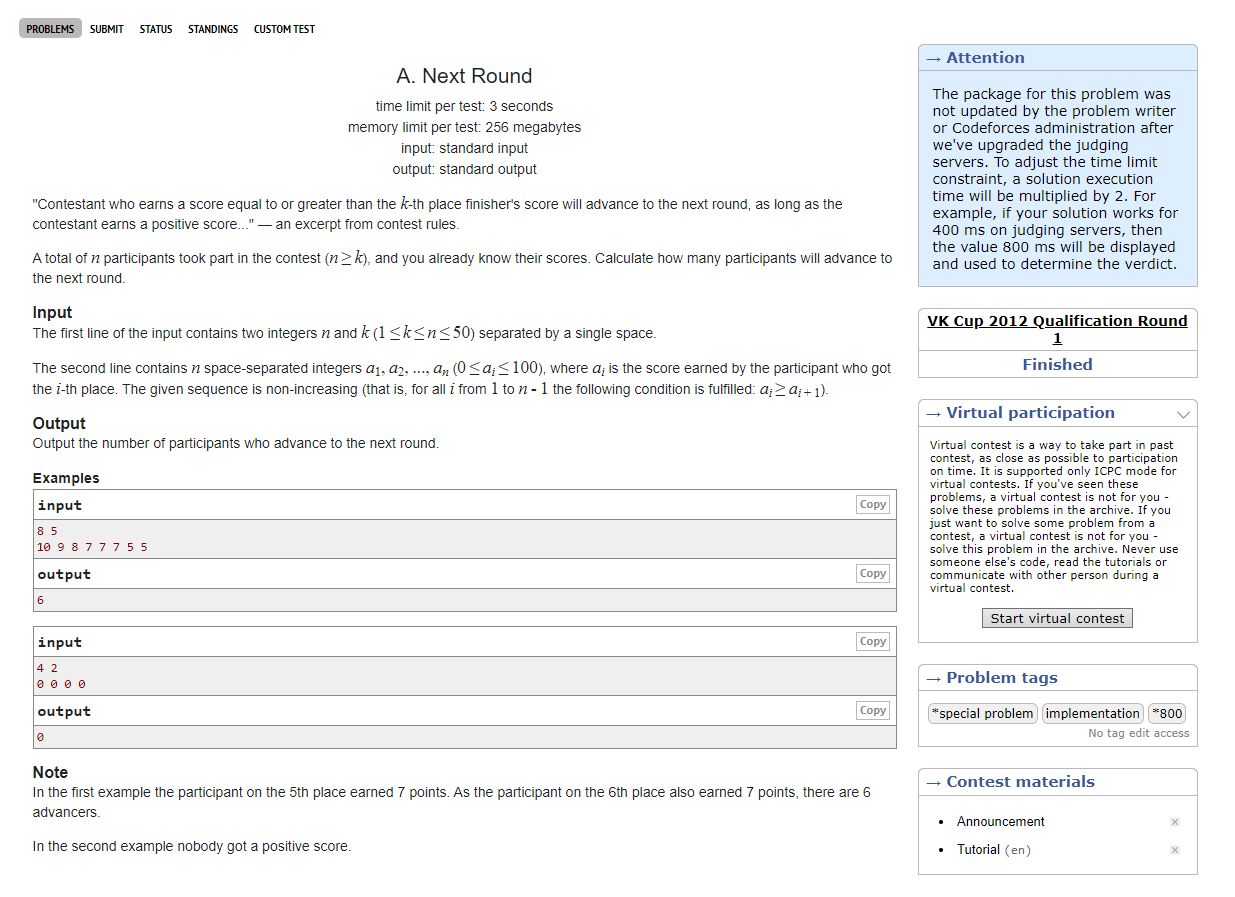 PROBLEMS SUBMIT STATUS STANDINGS CUSTOM TEST
A. Next Round
time limit per test: 3 seconds
memory limit per test: 256 megabytes
input: standard input
output: standard output
"Contestant who earns a score equal to or greater than the k-th place finisher's score will advance to the next round, as long as the
contestant earns a positive score..." — an excerpt from contest rules.
A total of n participants took part in the contest (n ≥ k), and you already know their scores. Calculate how many participants will advance to
the next round.
Input
The first line of the input contains two integers n and k (1 ≤ k ≤ n ≤ 50) separated by a single space.
The second line contains n space-separated integers a1, a2, ..., an (0 ≤ ai ≤ 100), where ai is the score earned by the participant who got
the i-th place. The given sequence is non-increasing (that is, for all i from 1 to n - 1 the following condition is fulfilled: ai ≥ ai + 1).
Output
Output the number of participants who advance to the next round.
Examples
input Copy
8 5
10 9 8 7 7 7 5 5
output Copy
6
input Copy
4 2
0 0 0 0
output Copy
0
Note
In the first example the participant on the 5th place earned 7 points. As the participant on the 6th place also earned 7 points, there are 6
advancers.
In the second example nobody got a positive score.
→ Attention
The package for this problem was
not updated by the problem writer
or Codeforces administration after
we've upgraded the judging
servers. To adjust the time limit
constraint, a solution execution
time will be multiplied by 2. For
example, if your solution works for
400 ms on judging servers, then
the value 800 ms will be displayed
and used to determine the verdict.
VK Cup 2012 Qualification Round
1
Finished
→ Virtual participation
Virtual contest is a way to take part in past
contest, as close as possible to participation
on time. It is supported only ICPC mode for
virtual contests. If you've seen these
problems, a virtual contest is not for you -
solve these problems in the archive. If you
just want to solve some problem from a
contest, a virtual contest is not for you -
solve this problem in the archive. Never use
someone else's code, read the tutorials or
communicate with other person during a
virtual contest.
Start virtual contest
→ Problem tags
*special problem implementation *800
No tag edit access
→ Contest materials
• Announcement ×
• Tutorial (en) ×